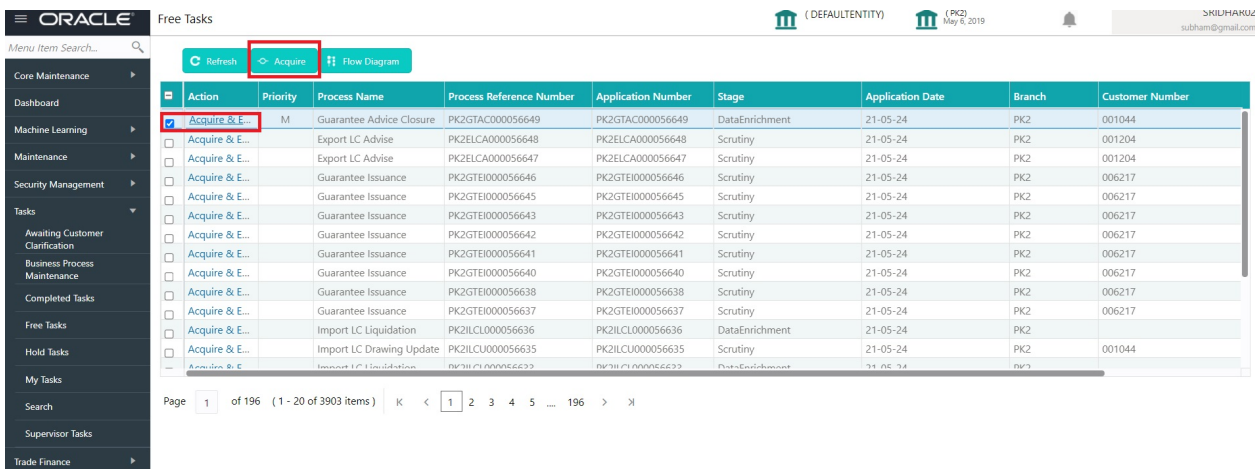 ORACLE
Free Tasks
( DEFAULTENTITY)
(PK2)
May 6, 2019
SRIDHAR02
subham@gmail.com
Menu Item Search...
Core Maintenance
Dashboard
Machine Learning
Maintenance
Security Management
Tasks
Awaiting Customer
Clarification
Business Process
Maintenance
Completed Tasks
Free Tasks
Hold Tasks
My Tasks
Search
Supervisor Tasks
Trade Finance
Refresh Acquire Flow Diagram
Action Priority Process Name Process Reference Number Application Number Stage Application Date Branch Customer Number
Acquire & E... M Guarantee Advice Closure PK2GTAC000056649 PK2GTAC000056649 DataEnrichment 21-05-24 PK2 001044
Acquire & E... Export LC Advise PK2ELCA000056648 PK2ELCA000056648 Scrutiny 21-05-24 PK2 001204
Acquire & E... Export LC Advise PK2ELCA000056647 PK2ELCA000056647 Scrutiny 21-05-24 PK2 001204
Acquire & E... Guarantee Issuance PK2GTEI000056646 PK2GTEI000056646 Scrutiny 21-05-24 PK2 006217
Acquire & E... Guarantee Issuance PK2GTEI000056645 PK2GTEI000056645 Scrutiny 21-05-24 PK2 006217
Acquire & E... Guarantee Issuance PK2GTEI000056643 PK2GTEI000056643 Scrutiny 21-05-24 PK2 006217
Acquire & E... Guarantee Issuance PK2GTEI000056642 PK2GTEI000056642 Scrutiny 21-05-24 PK2 006217
Acquire & E... Guarantee Issuance PK2GTEI000056641 PK2GTEI000056641 Scrutiny 21-05-24 PK2 006217
Acquire & E... Guarantee Issuance PK2GTEI000056640 PK2GTEI000056640 Scrutiny 21-05-24 PK2 006217
Acquire & E... Guarantee Issuance PK2GTEI000056638 PK2GTEI000056638 Scrutiny 21-05-24 PK2 006217
Acquire & E... Guarantee Issuance PK2GTEI000056637 PK2GTEI000056637 Scrutiny 21-05-24 PK2 006217
Acquire & E... Import LC Liquidation PK2ILCL000056636 PK2ILCL000056636 DataEnrichment 21-05-24 PK2
Acquire & E... Import LC Drawing Update PK2ILCU000056635 PK2ILCU000056635 Scrutiny 21-05-24 PK2 001044
Acquire & E... Import LC Liquidation DataEnrichment 21-05-24 PK2
Page 1 of 196 ( 1 - 20 of 3903 items ) 1 2 3 4 5 .... 196